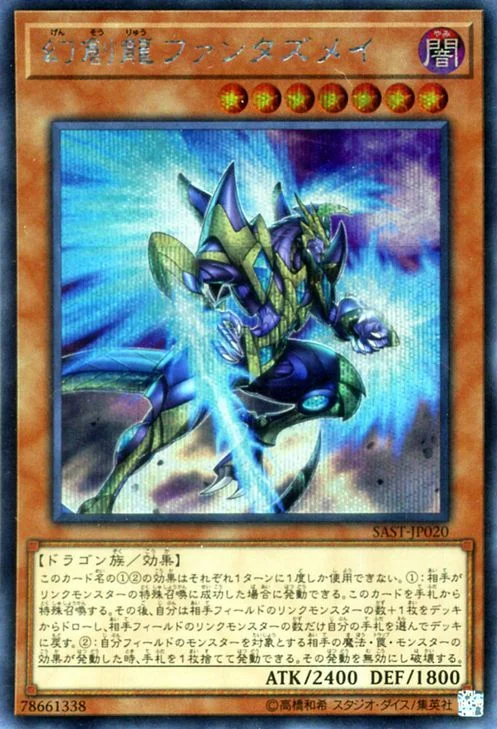 幻創龍ファンタズメイ
げん そう りゅう
闇
やみ
SAST-JP020
【ドラゴン族／効果】
このカード名の①②の効果はそれぞれ1ターンに1度しか使用できない。①：相手が
リンクモンスターの特殊召喚に成功した場合に発動できる。このカードを手札から
特殊召喚する。その後、自分は相手フィールドのリンクモンスターの数＋1枚をデッキ
からドローし、相手フィールドのリンクモンスターの数だけ自分の手札を選んでデッキ
に戻す。②：自分フィールドのモンスターを対象とする相手の魔法・罠・モンスターの
効果が発動した時、手札を1枚捨てて発動できる。その発動を無効にし破壊する。
ATK/2400 DEF/1800
78661338
©高橋和希 スタジオ・ダイス/集英社